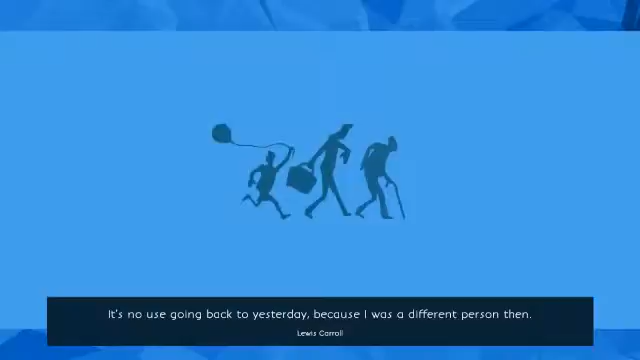 It's no use going back to yesterday, because I was a different person then.
Lewis Carroll